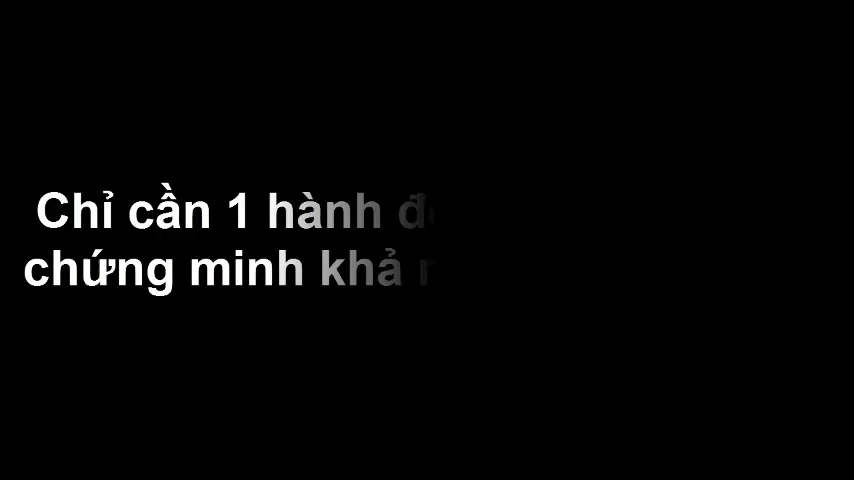 Chỉ cần 1 hành
chứng minh khả